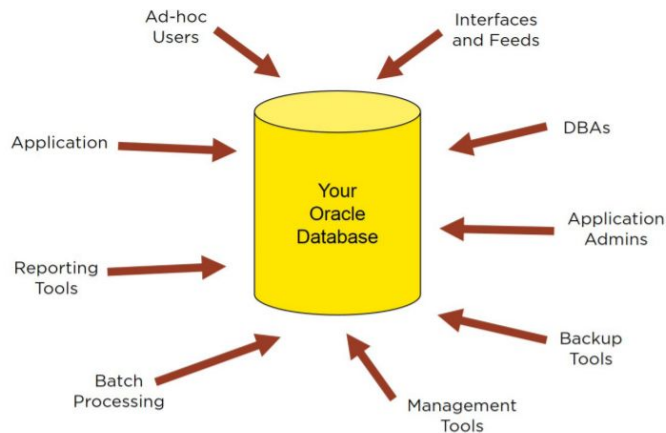 Ad-hoc
Users
Interfaces
and Feeds
Application
DBAs
Your
Oracle
Database
Application
Admins
Reporting
Tools
Backup
Tools
Batch
Processing
Management
Tools